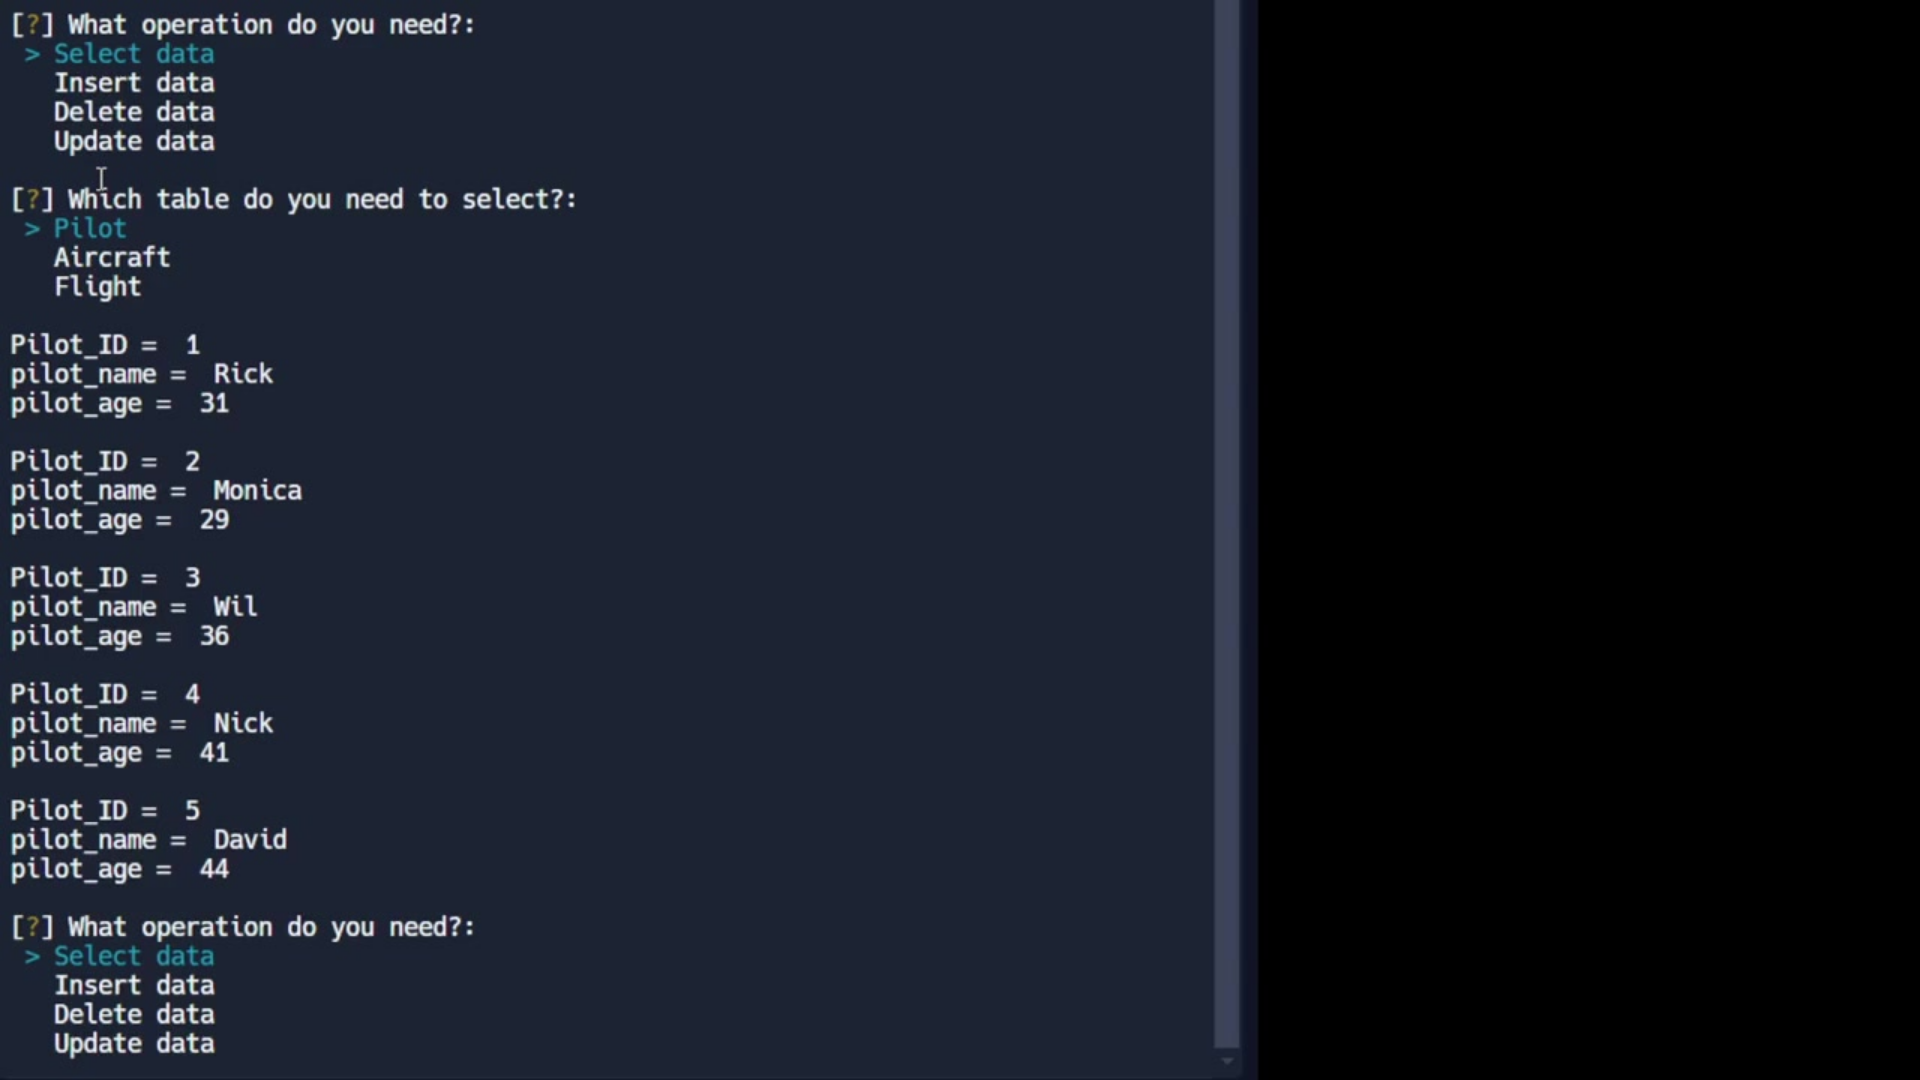 [?] What operation do you need?:
> Select data
Insert data
Delete data
Update data
[?] Which table do you need to select?:
> Pilot
Aircraft
Flight
Pilot_ID =  1
pilot_name =  Rick
pilot_age =  31
Pilot_ID =  2
pilot_name =  Monica
pilot_age =  29
Pilot_ID =  3
pilot_name =  Wil
pilot_age =  36
Pilot_ID =  4
pilot_name =  Nick
pilot_age =  41
Pilot_ID =  5
pilot_name =  David
pilot_age =  44
[?] What operation do you need?:
> Select data
Insert data
Delete data
Update data